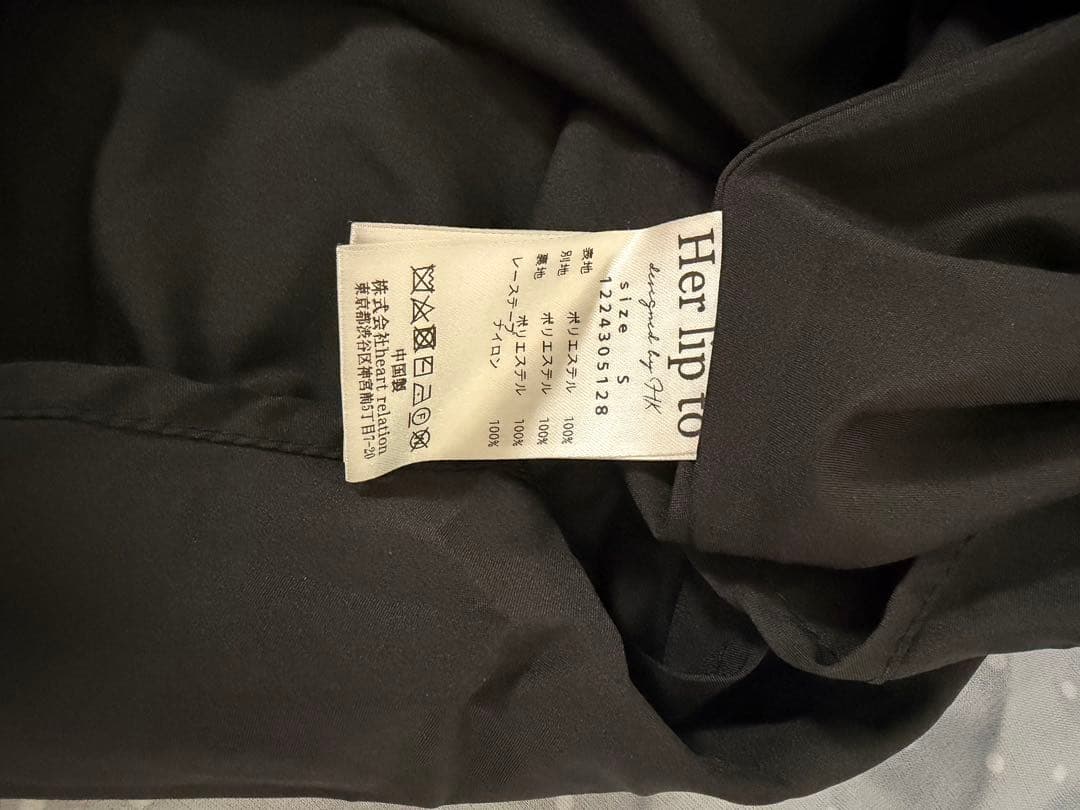 Her lip to
designed by HK
1224305128
size S
表地 ポリエステル 100%
別地 ポリエステル 100%
裏地 ポリエステル 100%
レーステープ ナイロン 100%
中国製
株式会社heart relation
東京都渋谷区神宮前5丁目7-20